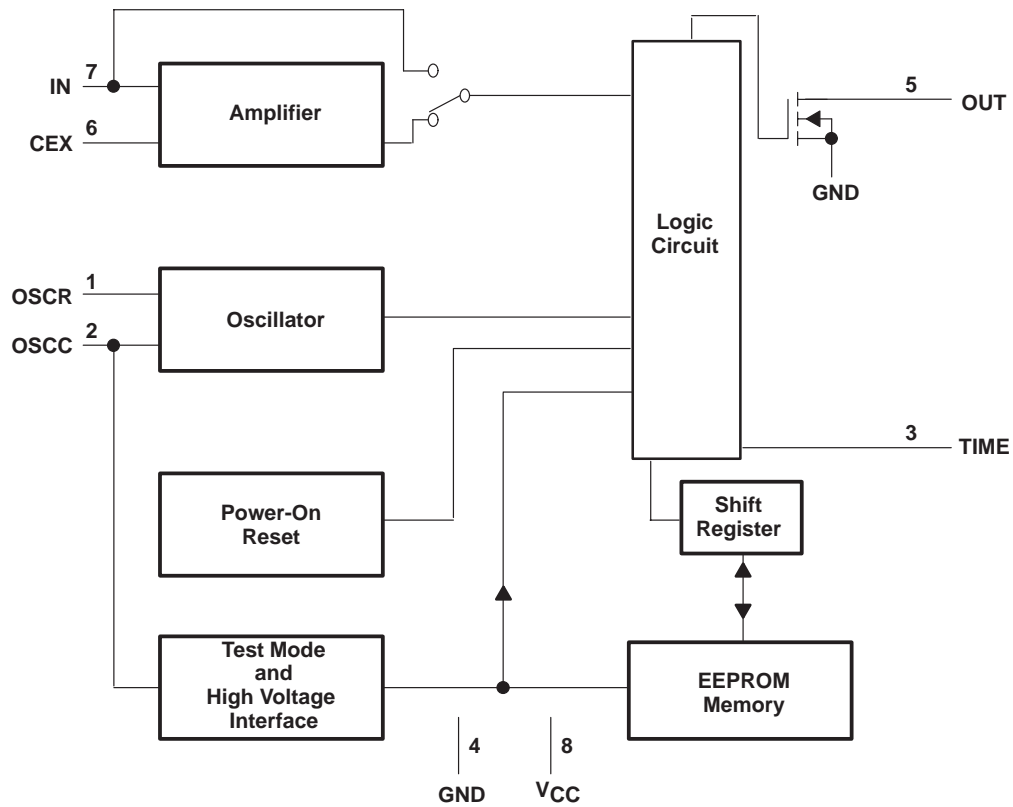 IN
7
Amplifier
CEX
6
5
OUT
GND
Logic
Circuit
OSCR
1
Oscillator
OSCC
2
3
TIME
Power-On
Reset
Shift
Register
Test Mode
and
High Voltage
Interface
EEPROM
Memory
4
8
GND
VCC